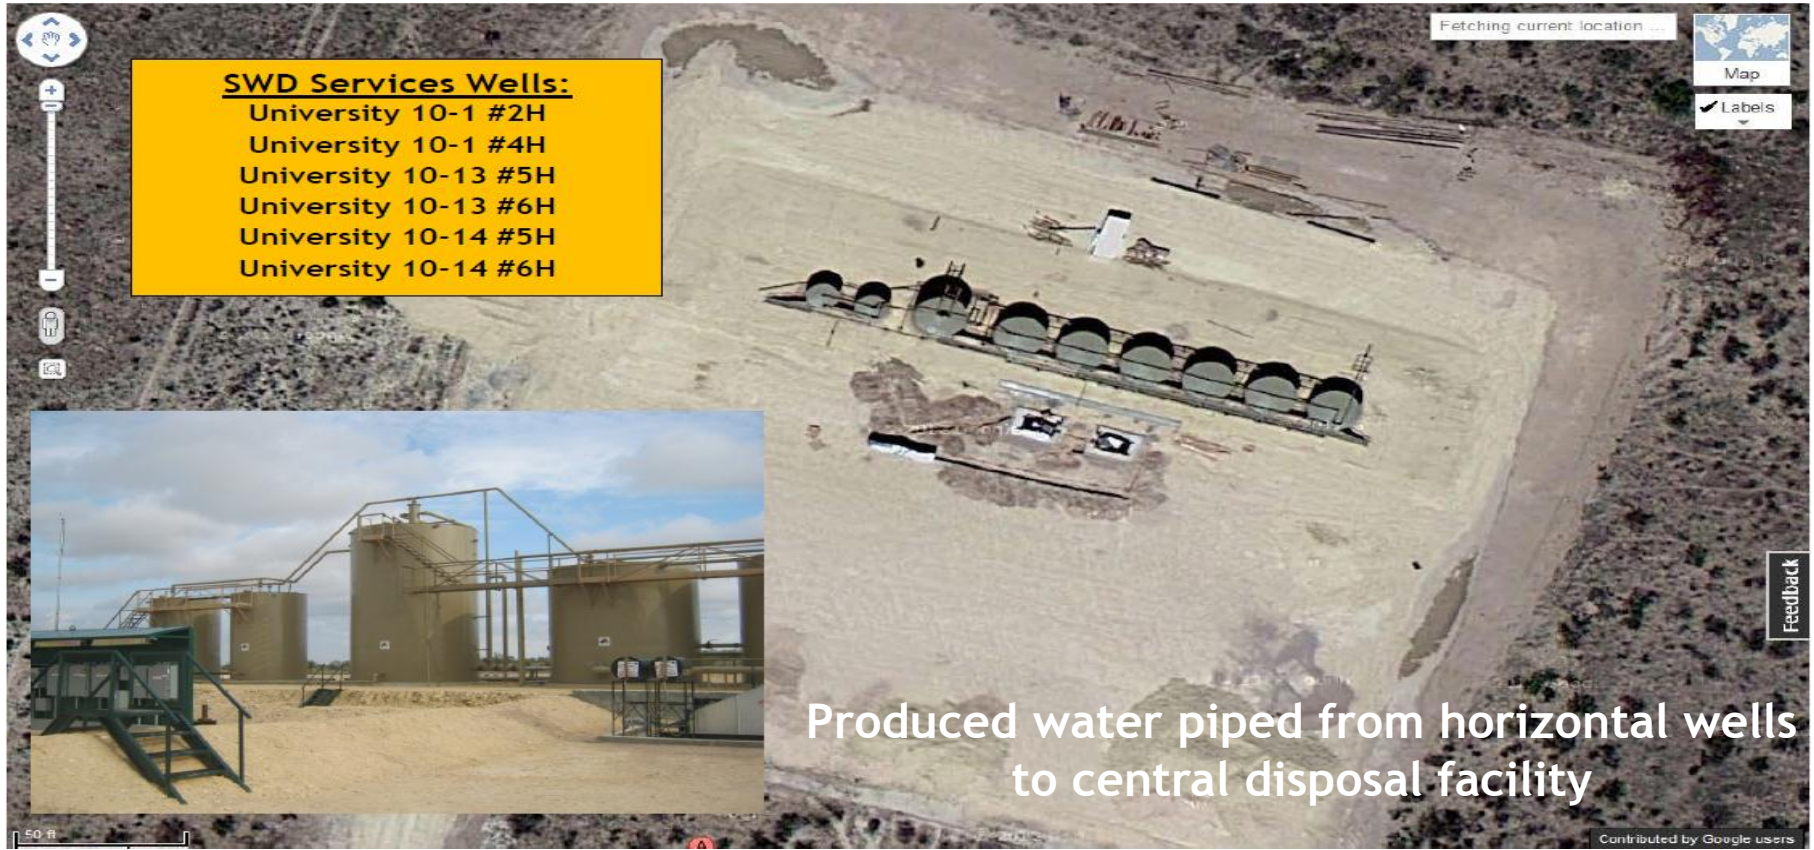 Fetching current location ...
Map
Labels
SWD Services Wells:
University 10-1 #2H
University 10-1 #4H
University 10-13 #5H
University 10-13 #6H
University 10-14 #5H
University 10-14 #6H
Feedback
Produced water piped from horizontal wells
to central disposal facility
50 ft
A
Contributed by Google users